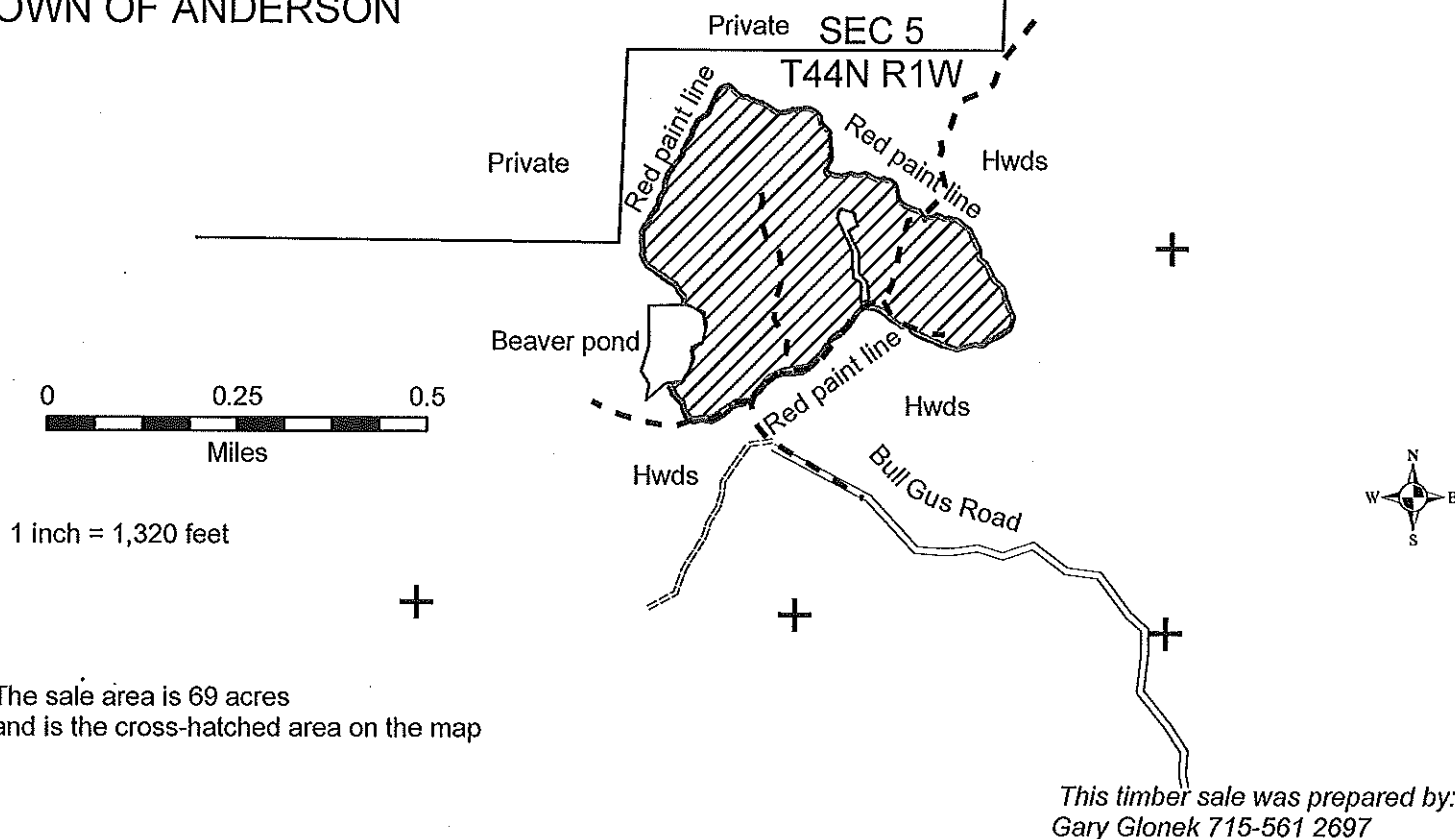 OWN OF ANDERSON
Private SEC 5
T44N R1W
Red paint line
Red paint line
Private
Hwds
Beaver pond
0 0.25 0.5
Miles
Red paint line
Hwds
Hwds
Bull Gus Road
N
W E
S
1 inch = 1,320 feet
The sale area is 69 acres
and is the cross-hatched area on the map
This timber sale was prepared by:
Gary Glonek 715-561 2697